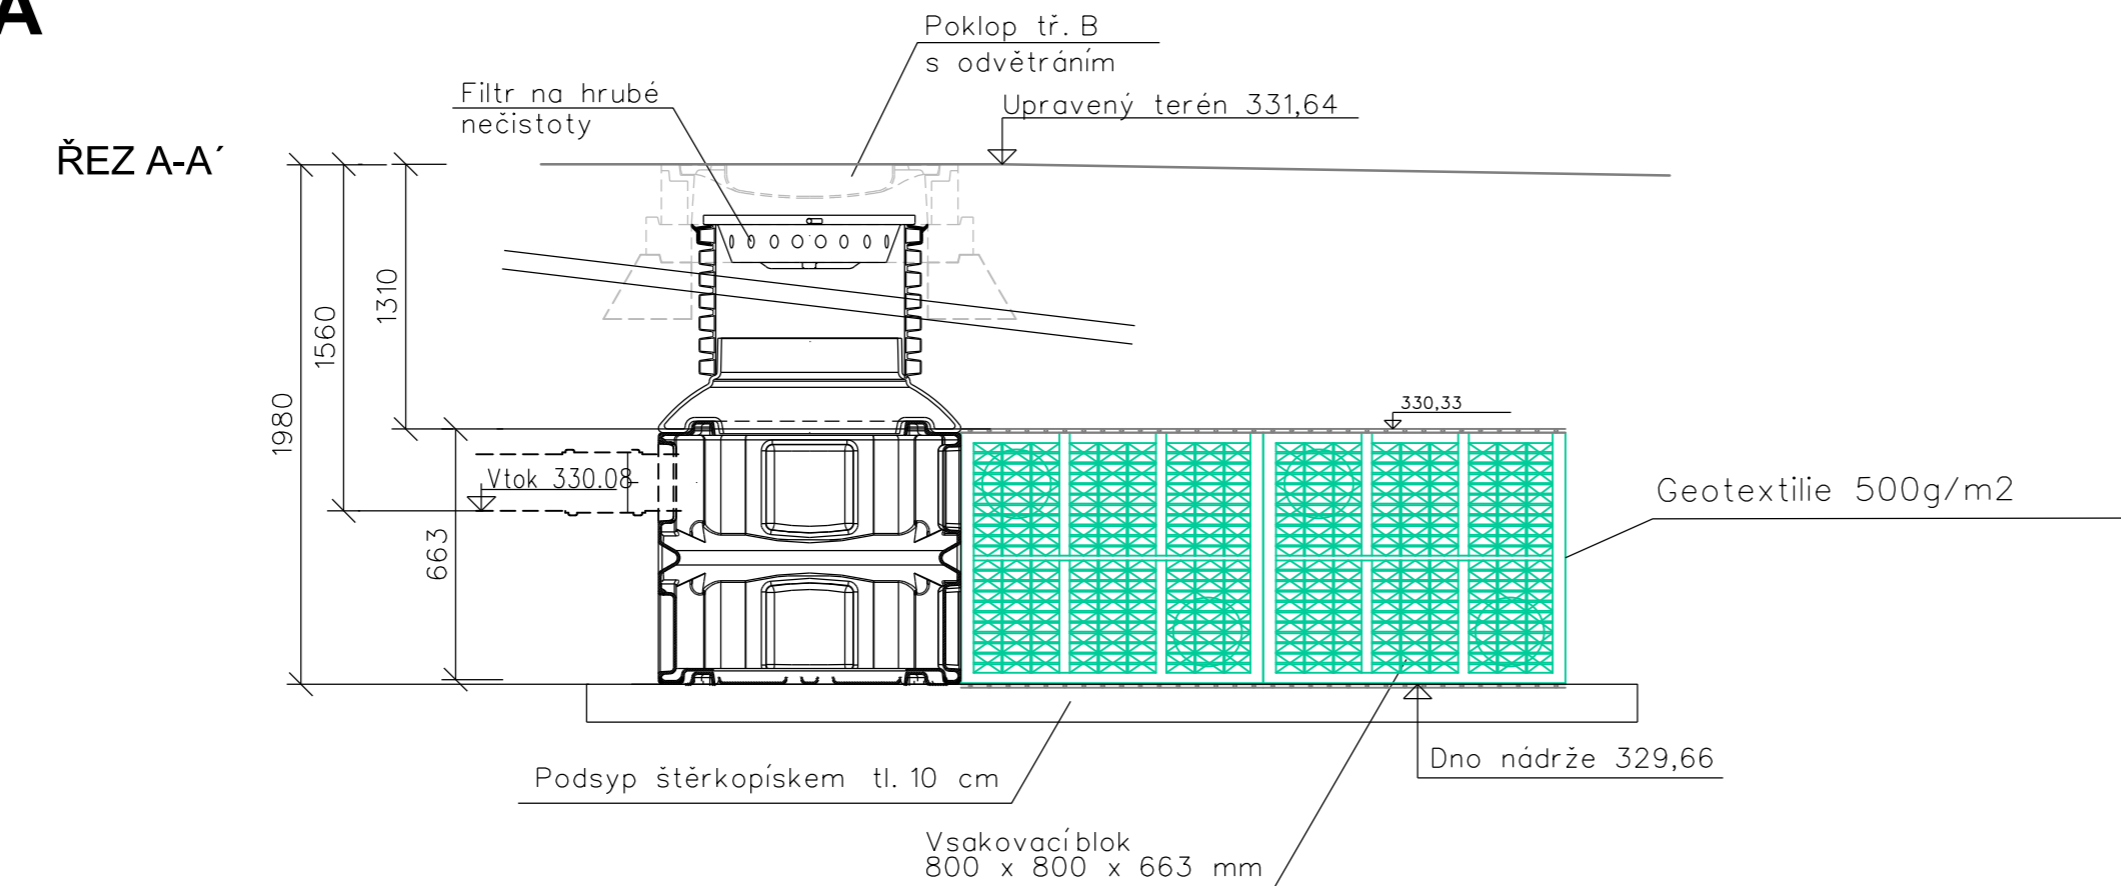 A
Poklop tř. B
s odvětráním
Filtr na hrubé
nečistoty
Upravený terén 331,64
ŘEZ A-A´
1310
1560
1980
330,33
Vtok 330.08
663
Geotextilie 500g/m2
Dno nádrže 329,66
Podsyp štěrkopískem tl. 10 cm
Vsakovací blok
800 x 800 x 663 mm